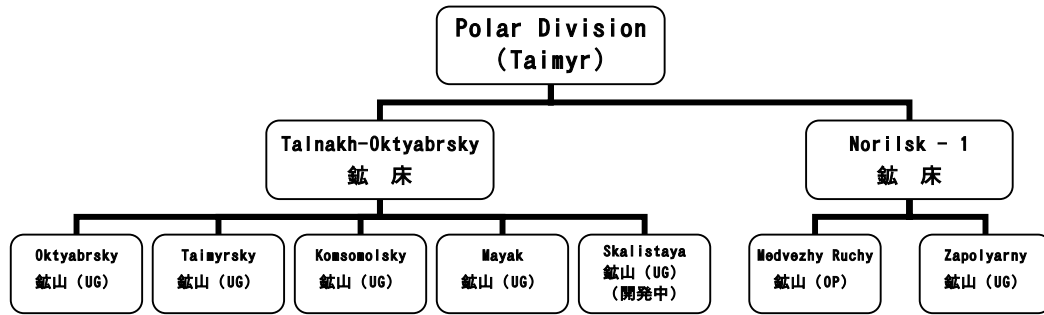 Polar Division
(Taimyr)
Talnakh-Oktyabrsky
鉱 床
Norilsk - 1
鉱 床
Oktyabrsky
鉱山（UG）
Taimyrsky
鉱山（UG）
Komsomolsky
鉱山（UG）
Mayak
鉱山（UG）
Skalistaya
鉱山（UG）
（開発中）
Medvezhy Ruchy
鉱山（OP）
Zapolyarny
鉱山（UG）